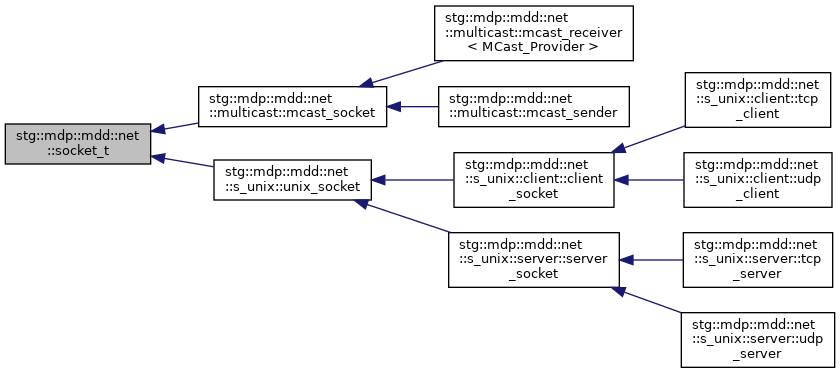 stg::mdp::mdd::net
::socket_t
stg::mdp::mdd::net
::multicast::mcast_socket
stg::mdp::mdd::net
::multicast::mcast_receiver
< MCast_Provider >
stg::mdp::mdd::net
::multicast::mcast_sender
stg::mdp::mdd::net
::s_unix::unix_socket
stg::mdp::mdd::net
::s_unix::client::client
_socket
stg::mdp::mdd::net
::s_unix::client::tcp
_client
stg::mdp::mdd::net
::s_unix::client::udp
_client
stg::mdp::mdd::net
::s_unix::server::server
_socket
stg::mdp::mdd::net
::s_unix::server::tcp
_server
stg::mdp::mdd::net
::s_unix::server::udp
_server